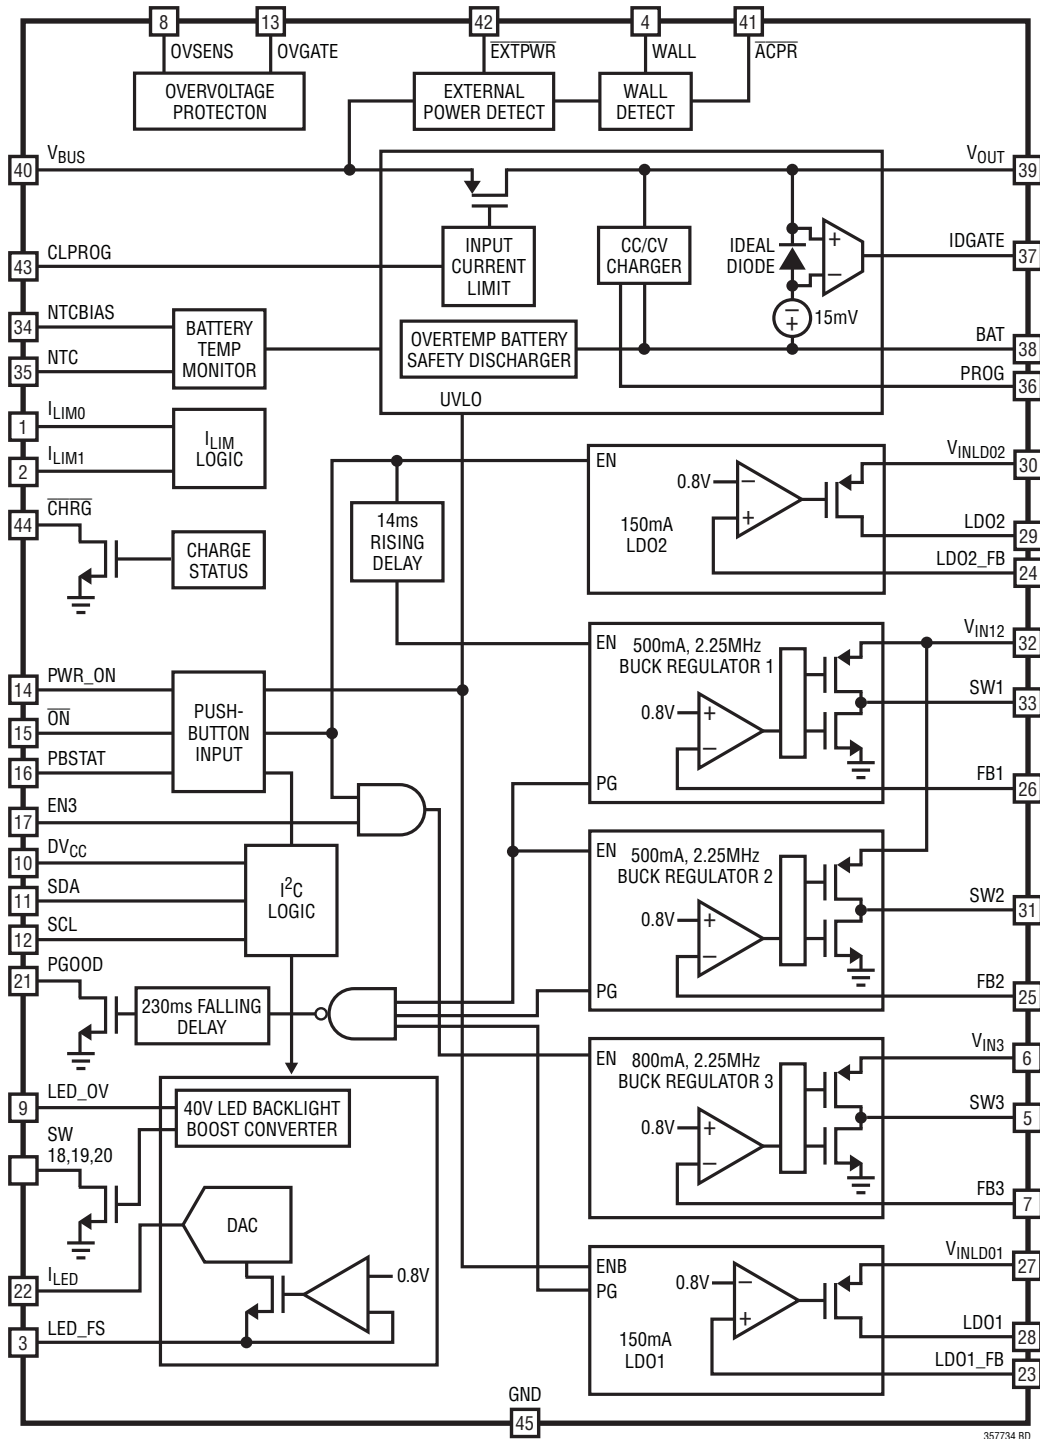 8
13
42
4
41
OVSENS
OVGATE
EXTPWR
WALL
ACPR
OVERVOLTAGE
PROTECTON
EXTERNAL
POWER DETECT
WALL
DETECT
40
VBUS
VOUT
39
43
CLPROG
INPUT
CURRENT
LIMIT
CC/CV
CHARGER
IDEAL
DIODE
+
−
IDGATE
37
−
+
15mV
34
NTCBIAS
35
NTC
BATTERY
TEMP
MONITOR
OVERTEMP BATTERY
SAFETY DISCHARGER
BAT
38
PROG
36
UVLO
1
ILIM0
2
ILIM1
ILIM
LOGIC
44
CHRG
CHARGE
STATUS
14ms
RISING
DELAY
EN
0.8V
−
+
150mA
LDO2
VINLDO2
30
LDO2
29
LDO2_FB
24
EN
500mA, 2.25MHz
BUCK REGULATOR 1
0.8V
+
−
PG
VIN12
32
SW1
33
FB1
26
14
PWR_ON
15
ON
16
PBSTAT
PUSH-
BUTTON
INPUT
17
EN3
10
DVCC
11
SDA
12
SCL
I2C
LOGIC
EN
500mA, 2.25MHz
BUCK REGULATOR 2
0.8V
+
−
PG
SW2
31
FB2
25
21
PGOOD
230ms FALLING
DELAY
EN
800mA, 2.25MHz
BUCK REGULATOR 3
0.8V
+
−
VIN3
6
SW3
5
FB3
7
9
LED_OV
SW
18,19,20
40V LED BACKLIGHT
BOOST CONVERTER
DAC
0.8V
22
ILED
3
LED_FS
ENB
PG
0.8V
−
+
150mA
LDO1
VINLDO1
27
LDO1
28
LDO1_FB
23
GND
45
357734 BD